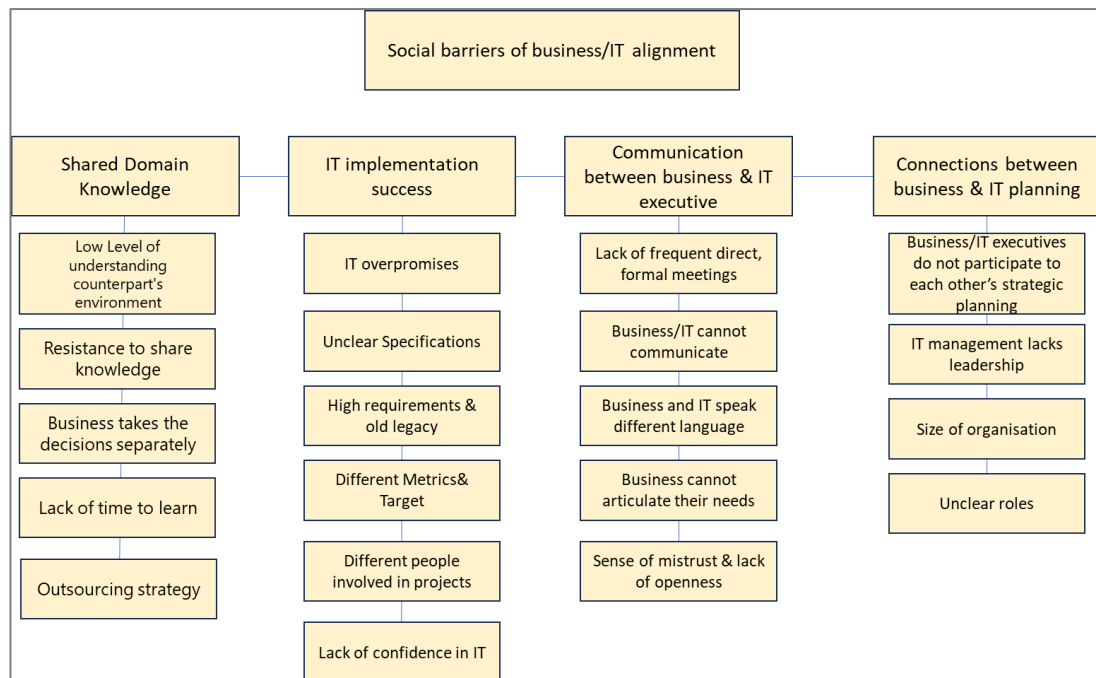 Social barriers of business/IT alignment
Shared Domain
Knowledge
IT implementation
success
Communication
between business & IT
executive
Connections between
business & IT planning
Low Level of
understanding
counterpart's
environment
Resistance to share
knowledge
Business takes the
decisions separately
Lack of time to learn
Outsourcing strategy
IT overpromises
Unclear Specifications
High requirements &
old legacy
Different Metrics&
Target
Different people
involved in projects
Lack of confidence in IT
Lack of frequent direct,
formal meetings
Business/IT cannot
communicate
Business and IT speak
different language
Business cannot
articulate their needs
Sense of mistrust & lack
of openness
Business/IT executives
do not participate to
each other’s strategic
planning
IT management lacks
leadership
Size of organisation
Unclear roles